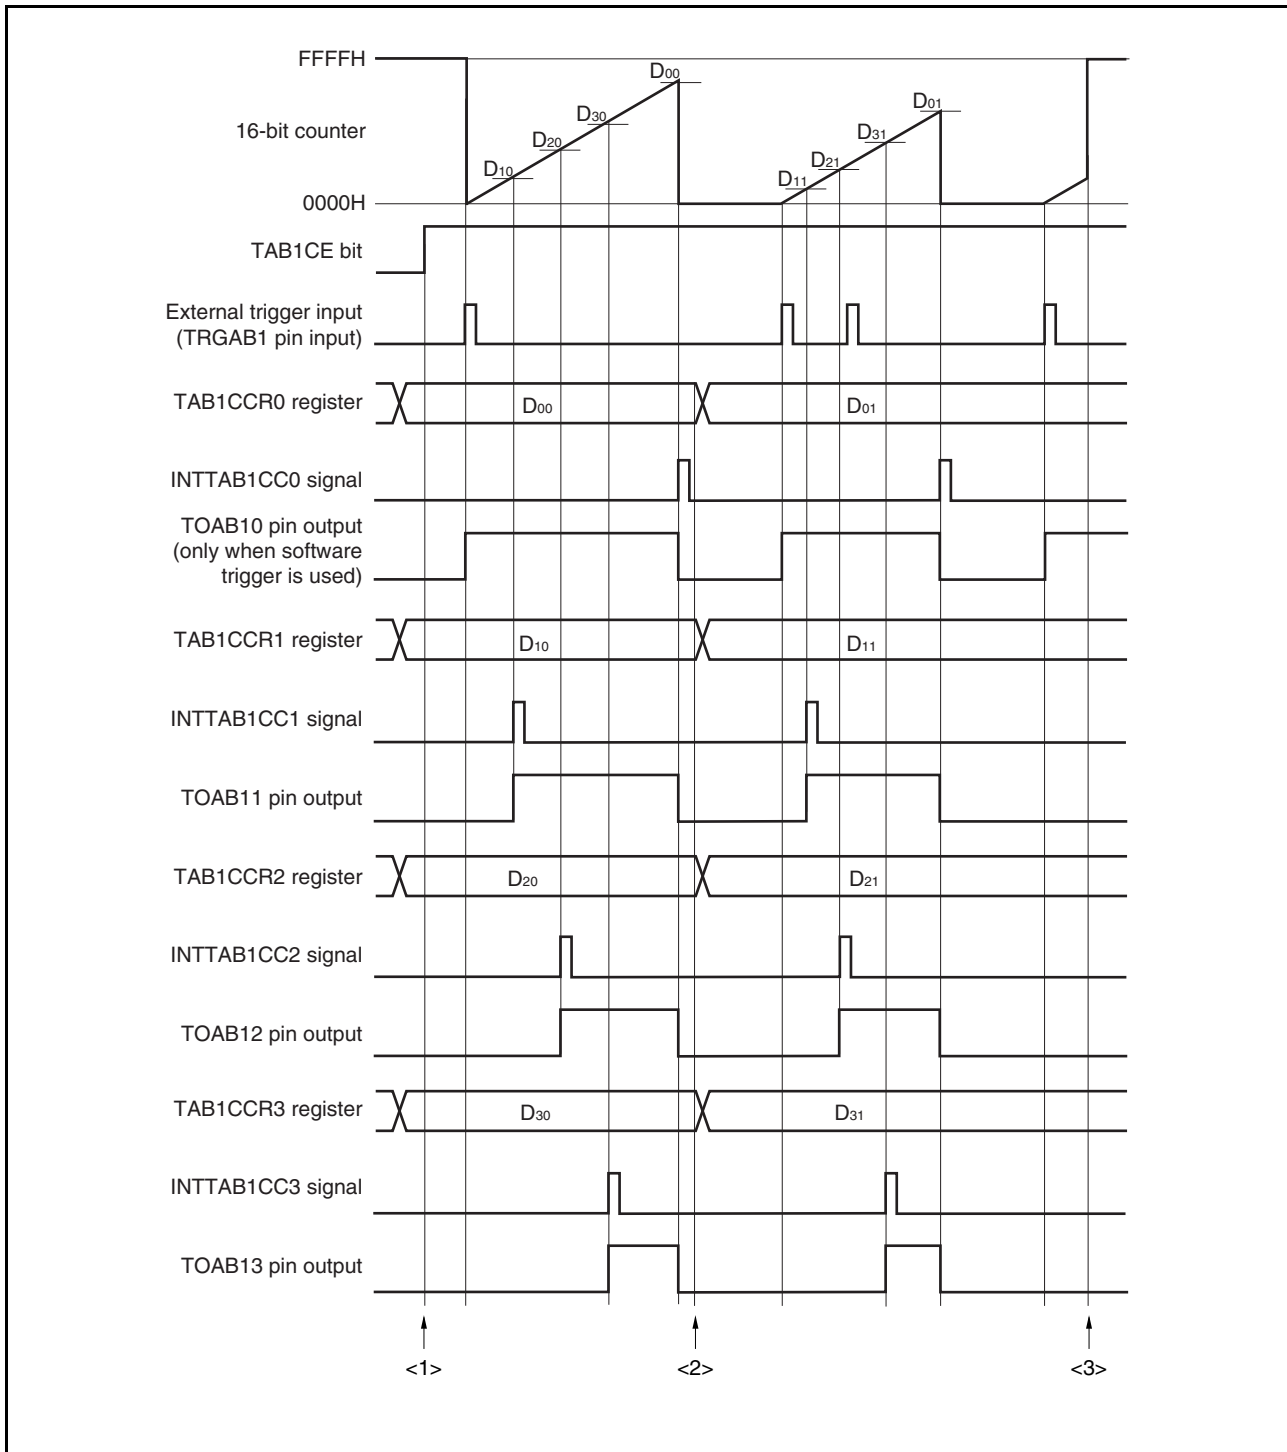 FFFFH
D00
D01
D30
16-bit counter
D31
D20
D21
D10
D11
0000H
TAB1CE bit
External trigger input
(TRGAB1 pin input)
TAB1CCR0 register
D00
D01
INTTAB1CC0 signal
TOAB10 pin output
(only when software
trigger is used)
TAB1CCR1 register
D10
D11
INTTAB1CC1 signal
TOAB11 pin output
TAB1CCR2 register
D20
D21
INTTAB1CC2 signal
TOAB12 pin output
TAB1CCR3 register
D30
D31
INTTAB1CC3 signal
TOAB13 pin output
<1>
<2>
<3>